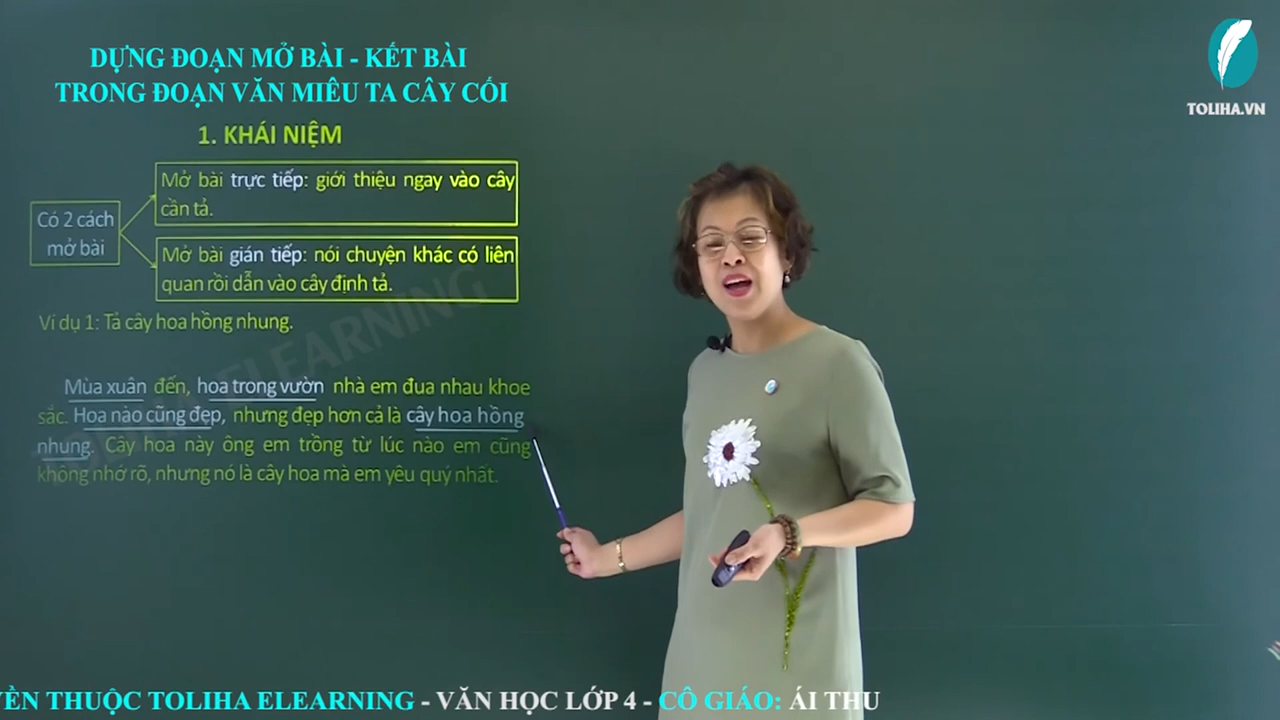 DỰNG ĐOẠN MỞ BÀI - KẾT BÀI
TRONG ĐOẠN VĂN MIÊU TA CÂY CỐI
TOLIHA.VN
1. KHÁI NIỆM
Có 2 cách
mở bài
Mở bài trực tiếp: giới thiệu ngay vào cây
cần tả.
Mở bài gián tiếp: nói chuyện khác có liên
quan rồi dẫn vào cây định tả.
Ví dụ 1: Tả cây hoa hồng nhung.
ELEARNING
Mùa xuân đến, hoa trong vườn nhà em đua nhau khoe
sắc. Hoa nào cũng đẹp, nhưng đẹp hơn cả là cây hoa hồng
nhung. Cây hoa này ông em trồng từ lúc nào em cũng
không nhớ rõ, nhưng nó là cây hoa mà em yêu quý nhất.
YỀN THUỘC TOLIHA ELEARNING - VĂN HỌC LỚP 4 - CÔ GIÁO: ÁI THU